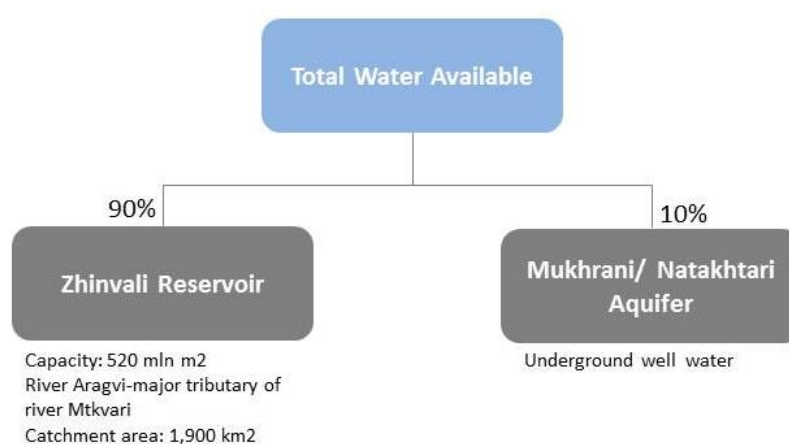 Total Water Available
90%
10%
Zhinvali Reservoir
Mukhrani/ Natakhtari
Aquifer
Capacity: 520 mln m2
River Aragvi-major tributary of
river Mtkvari
Catchment area: 1,900 km2
Underground well water